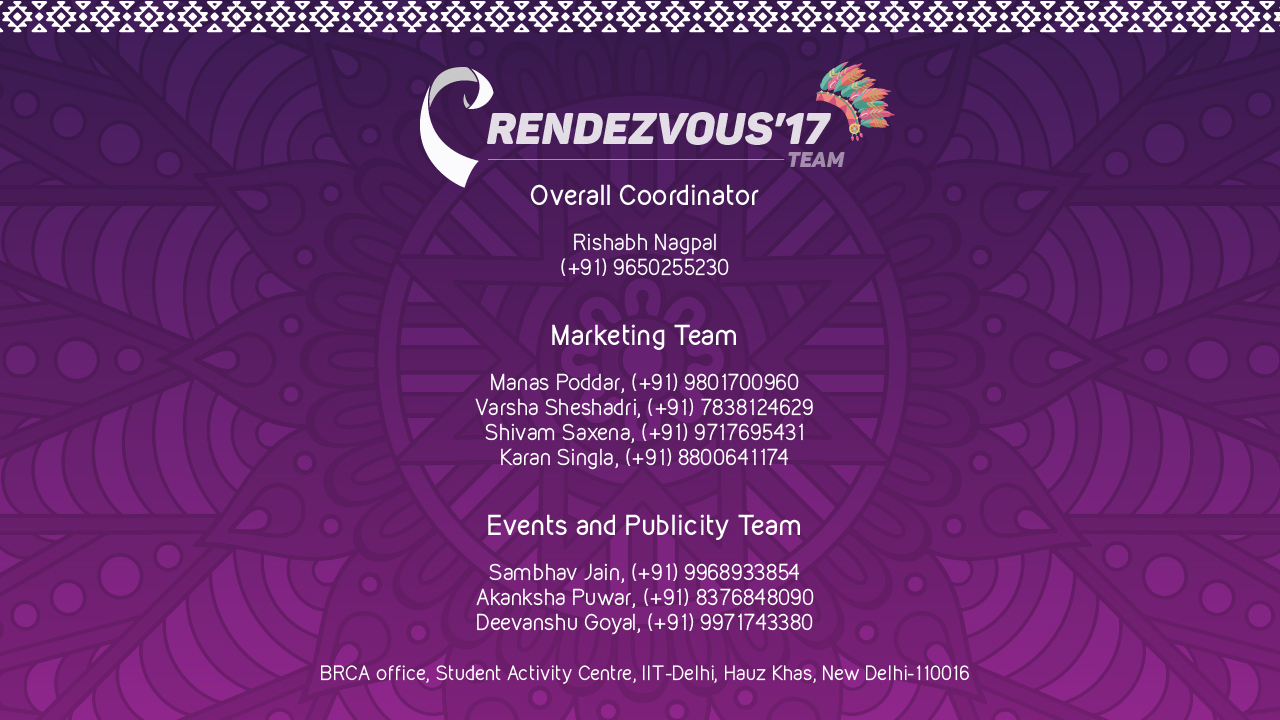 RENDEZVOUS'17
TEAM
Overall Coordinator
Rishabh Nagpal
(+91) 9650255230
Marketing Team
Manas Poddar, (+91) 9801700960
Varsha Sheshadri, (+91) 7838124629
Shivam Saxena, (+91) 9717695431
Karan Singla, (+91) 8800641174
Events and Publicity Team
Sambhav Jain, (+91) 9968933854
Akanksha Puwar, (+91) 8376848090
Deevanshu Goyal, (+91) 9971743380
BRCA office, Student Activity Centre, IIT-Delhi, Hauz Khas, New Delhi-110016